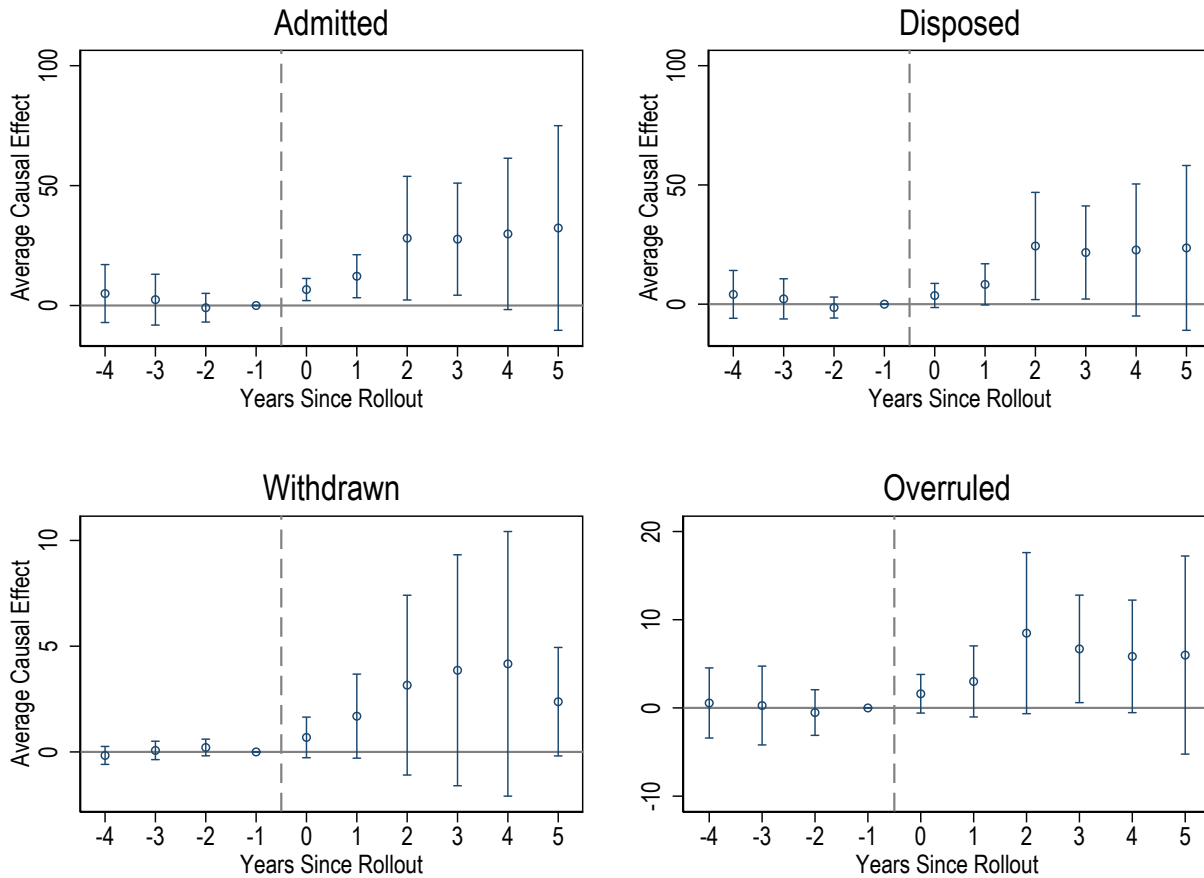 Admitted
Average Causal Effect
100
50
0
-4 -3 -2 -1 0 1 2 3 4 5
Years Since Rollout
Disposed
Average Causal Effect
100
50
0
-4 -3 -2 -1 0 1 2 3 4 5
Years Since Rollout
Withdrawn
Average Causal Effect
10
5
0
-4 -3 -2 -1 0 1 2 3 4 5
Years Since Rollout
Overruled
20
10
0
-10
-4 -3 -2 -1 0 1 2 3 4 5
Years Since Rollout